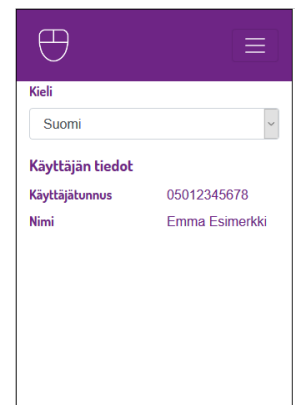 Kieli
Suomi
Käyttäjän tiedot
Käyttäjätunnus 05012345678
Nimi Emma Esimerkki